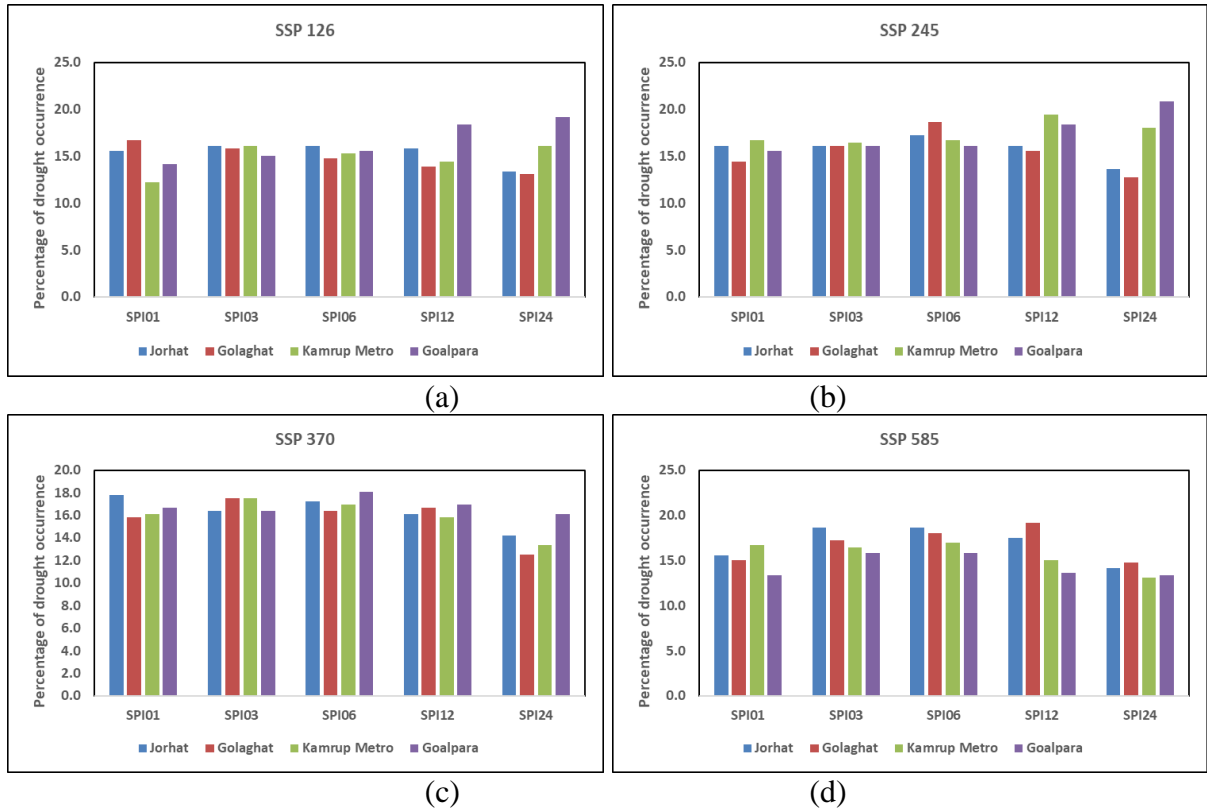 SSP 126
Percentage of drought occurrence
25.0
20.0
15.0
10.0
5.0
0.0
SPI01 SPI03 SPI06 SPI12 SPI24
Jorhat Golaghat Kamrup Metro Goalpara
(a)
SSP 245
Percentage of drought occurrence
25.0
20.0
15.0
10.0
5.0
0.0
SPI01 SPI03 SPI06 SPI12 SPI24
Jorhat Golaghat Kamrup Metro Goalpara
(b)
SSP 370
Percentage of drought occurrence
20.0
18.0
16.0
14.0
12.0
10.0
8.0
6.0
4.0
2.0
0.0
SPI01 SPI03 SPI06 SPI12 SPI24
Jorhat Golaghat Kamrup Metro Goalpara
(c)
SSP 585
Percentage of drought occurrence
25.0
20.0
15.0
10.0
5.0
0.0
SPI01 SPI03 SPI06 SPI12 SPI24
Jorhat Golaghat Kamrup Metro Goalpara
(d)